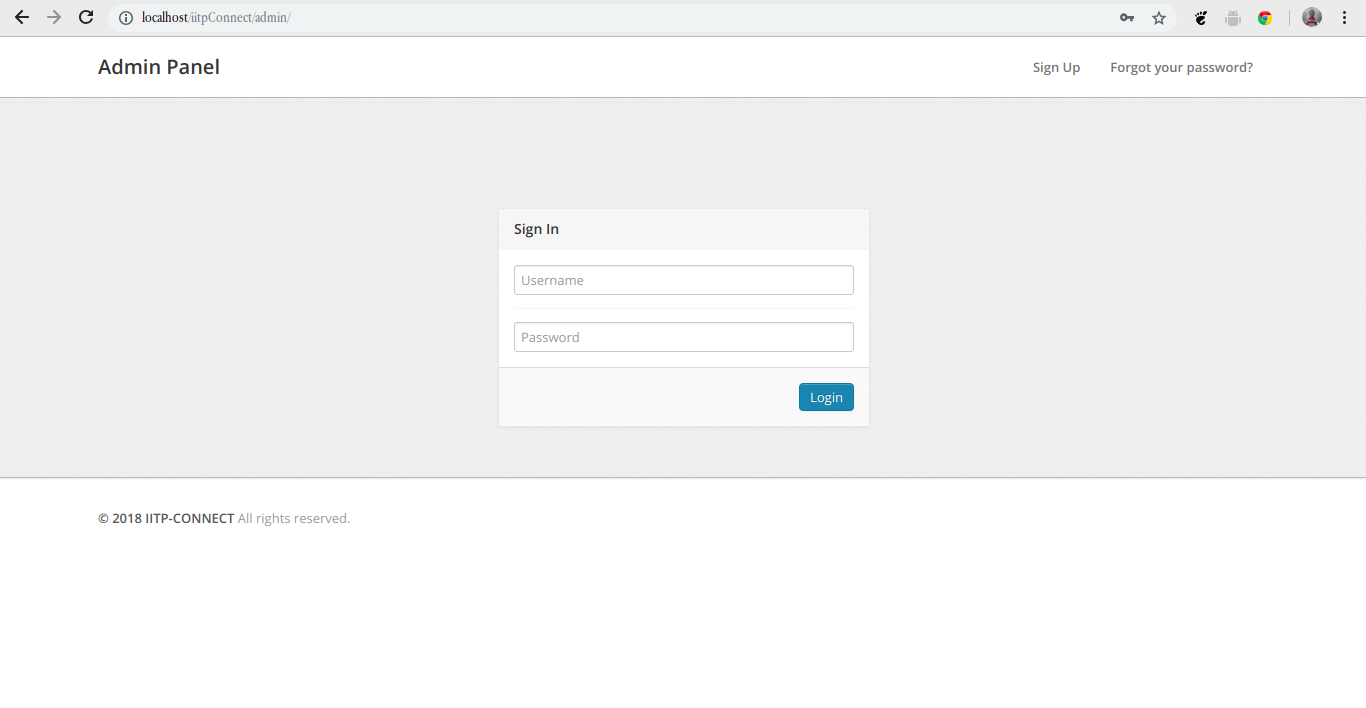 localhost/iitpConnect/admin/
Admin Panel
Sign Up
Forgot your password?
Sign In
Username
Password
Login
© 2018 IITP-CONNECT All rights reserved.